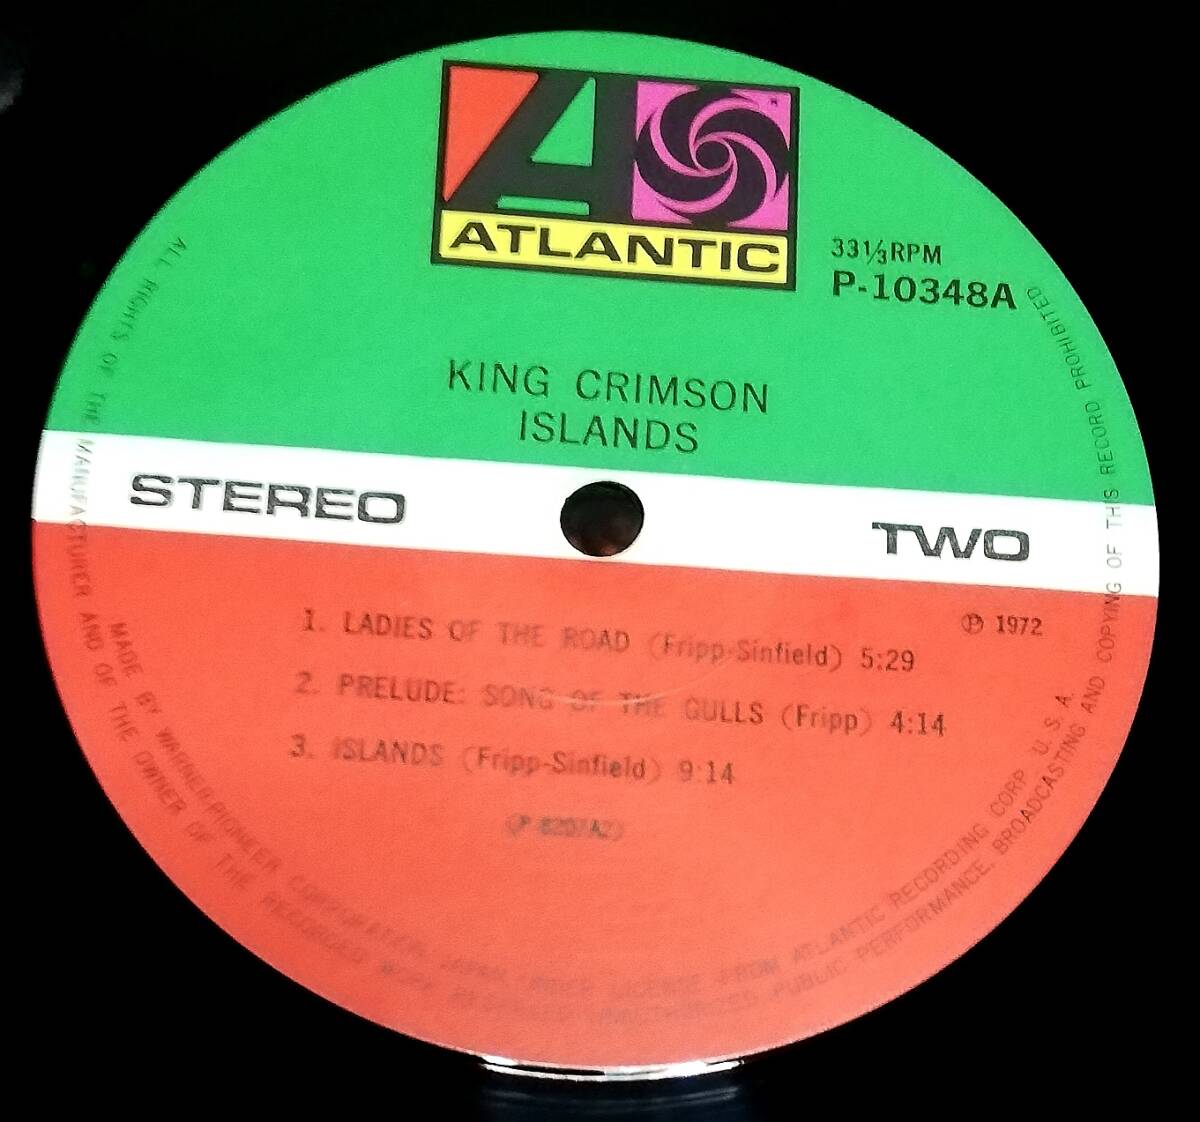 ATLANTIC
33⅓RPM
P-10348A
KING CRIMSON
ISLANDS
STEREO
TWO
℗ 1972
1. LADIES OF THE ROAD (Fripp-Sinfield) 5:29
2. PRELUDE: SONG OF THE GULLS (Fripp) 4:14
3. ISLANDS (Fripp-Sinfield) 9:14
(P 8207A2)
MADE BY WARNER-PIONEER CORPORATION, JAPAN, UNDER LICENSE FROM ATLANTIC RECORDING CORP. U.S.A.
ALL RIGHTS OF THE MANUFACTURER AND OF THE OWNER OF THE RECORDED WORK RESERVED UNAUTHORIZED PUBLIC PERFORMANCE, BROADCASTING AND COPYING OF THIS RECORD PROHIBITED